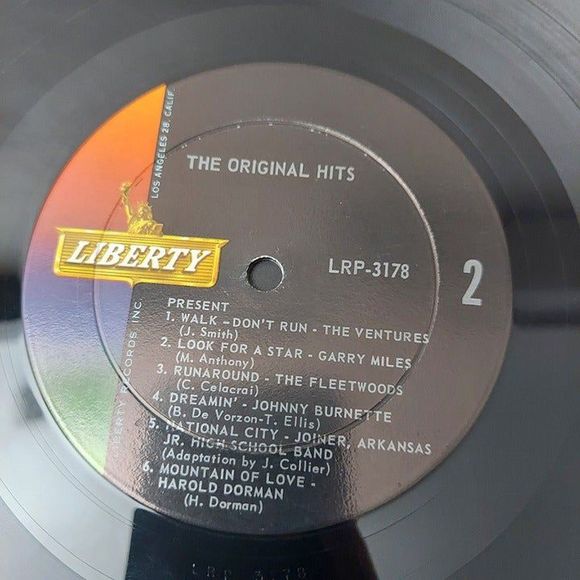 THE ORIGINAL HITS
LIBERTY
LRP-3178
2
PRESENT
1. WALK-DON'T RUN - THE VENTURES
(J. Smith)
2. LOOK FOR A STAR - GARRY MILES
(M. Anthony)
3. RUNAROUND - THE FLEETWOODS
(C. Celacrai)
4. DREAMIN' - JOHNNY BURNETTE
(B. De Vorzon-T. Ellis)
5. NATIONAL CITY - JOINER, ARKANSAS
JR. HIGH SCHOOL BAND
(Adaptation by J. Collier)
6. MOUNTAIN OF LOVE -
HAROLD DORMAN
(H. Dorman)
LIBERTY RECORDS, INC.
LOS ANGELES 28, CALIF.